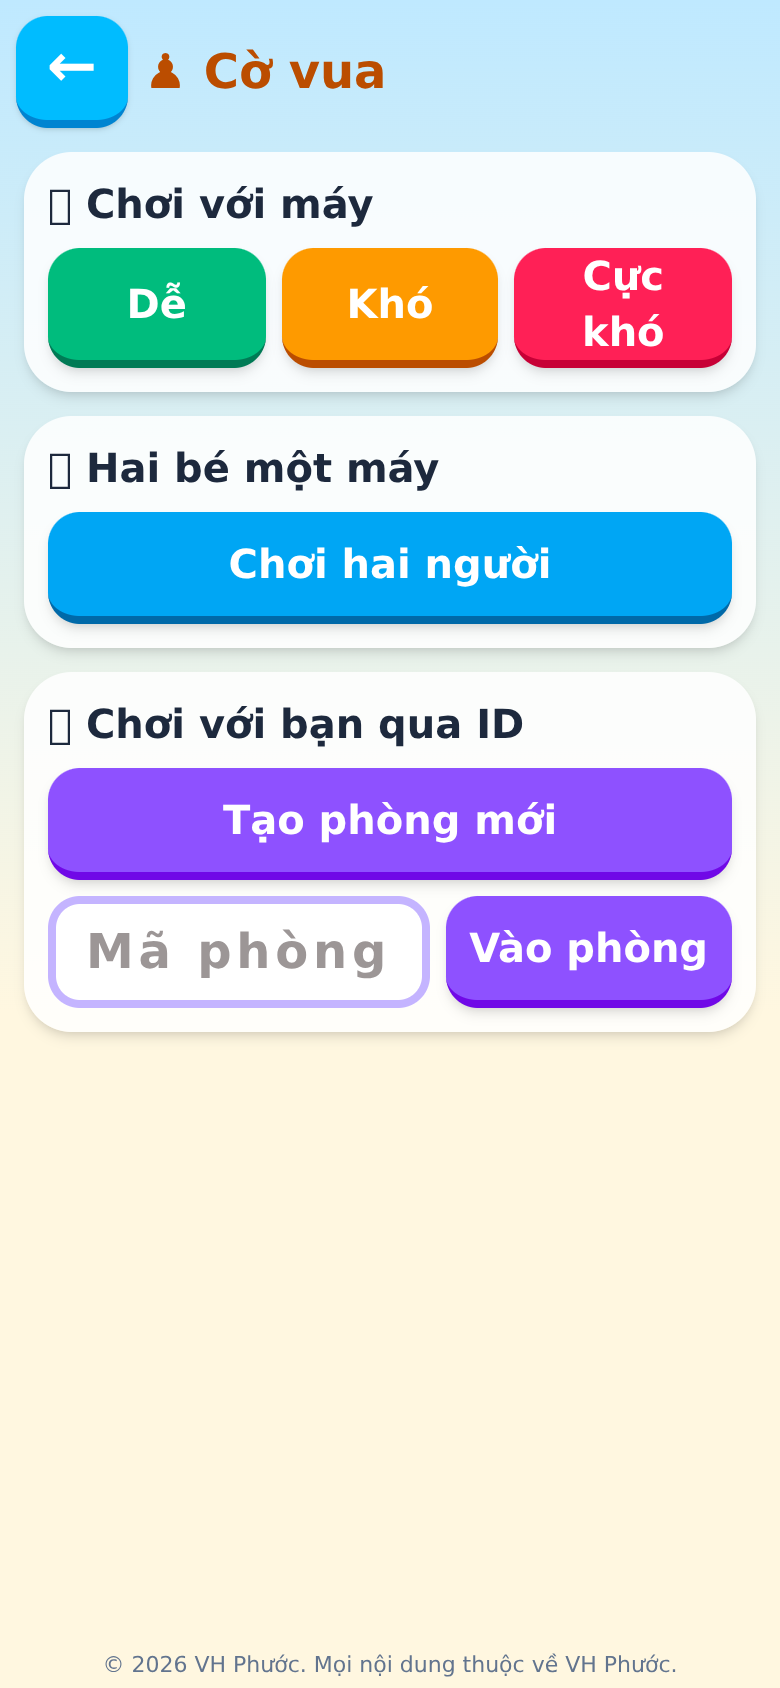 ← ♟ Cờ vua
Chơi với máy
Dễ
Khó
Cực
khó
Hai bé một máy
Chơi hai người
Chơi với bạn qua ID
Tạo phòng mới
Mã phòng
Vào phòng
© 2026 VH Phước. Mọi nội dung thuộc về VH Phước.